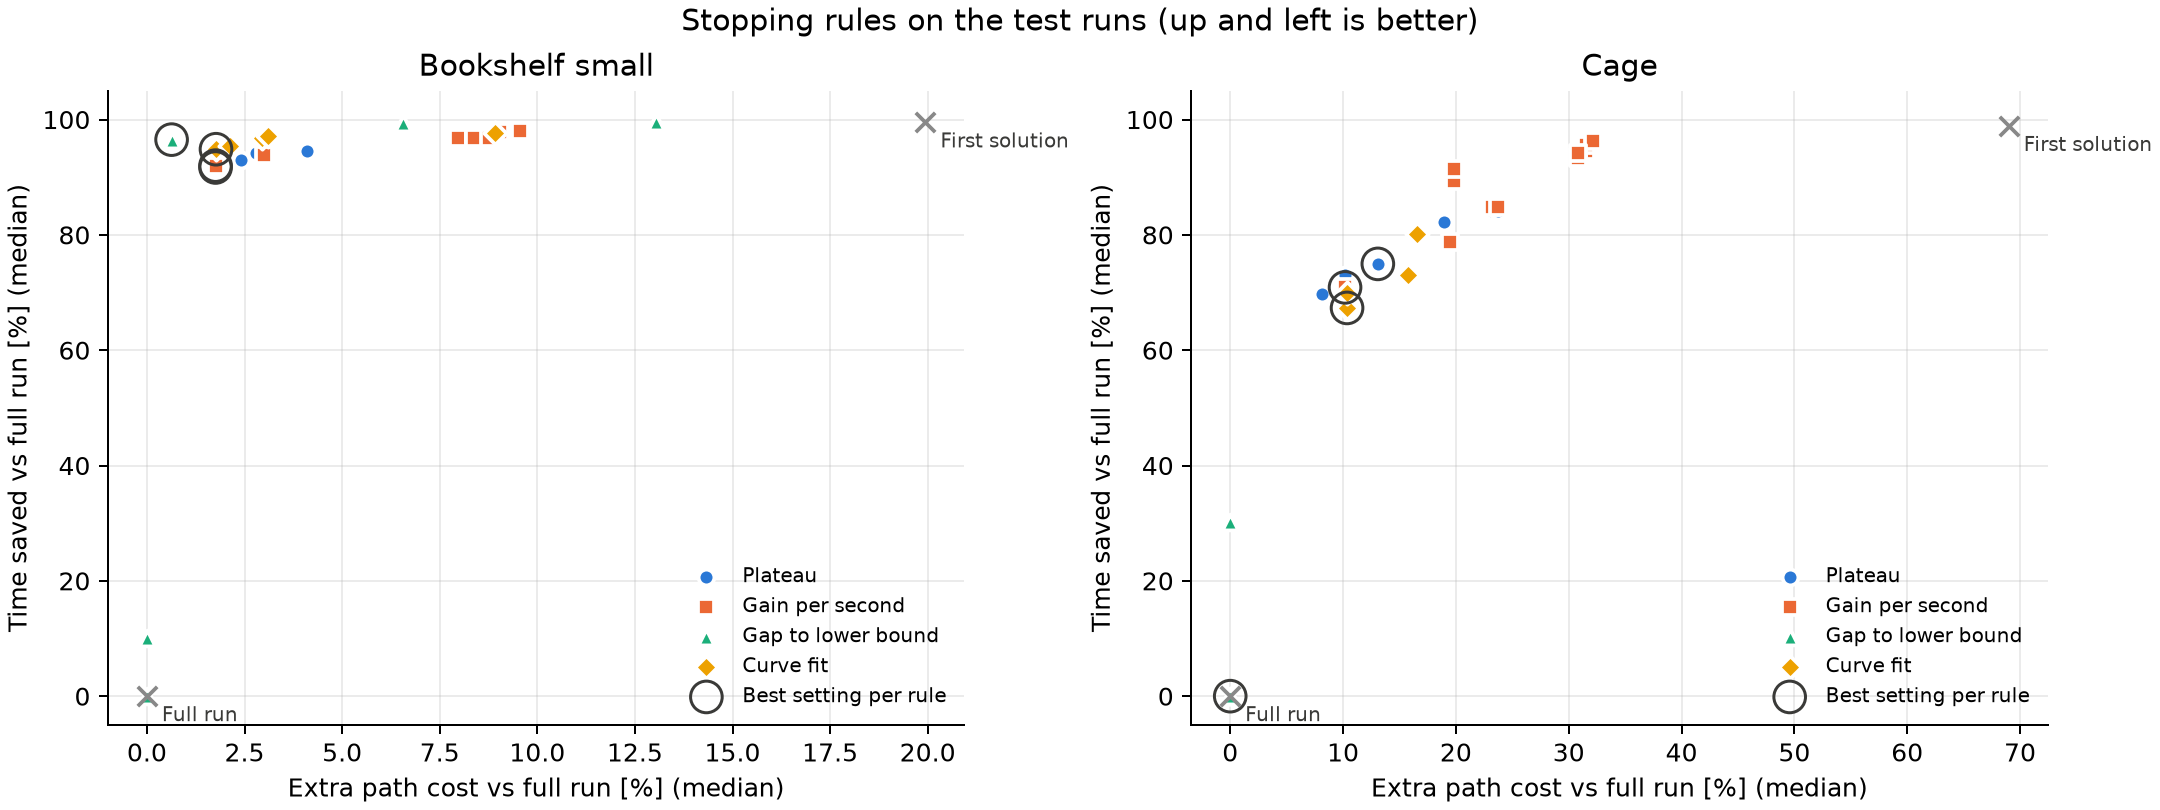 Stopping rules on the test runs (up and left is better)
Bookshelf small
Time saved vs full run [%] (median)
100
80
60
40
20
0
First solution
Full run
Plateau
Gain per second
Gap to lower bound
Curve fit
Best setting per rule
0.0 2.5 5.0 7.5 10.0 12.5 15.0 17.5 20.0
Extra path cost vs full run [%] (median)
Cage
Time saved vs full run [%] (median)
100
80
60
40
20
0
First solution
Full run
Plateau
Gain per second
Gap to lower bound
Curve fit
Best setting per rule
0 10 20 30 40 50 60 70
Extra path cost vs full run [%] (median)